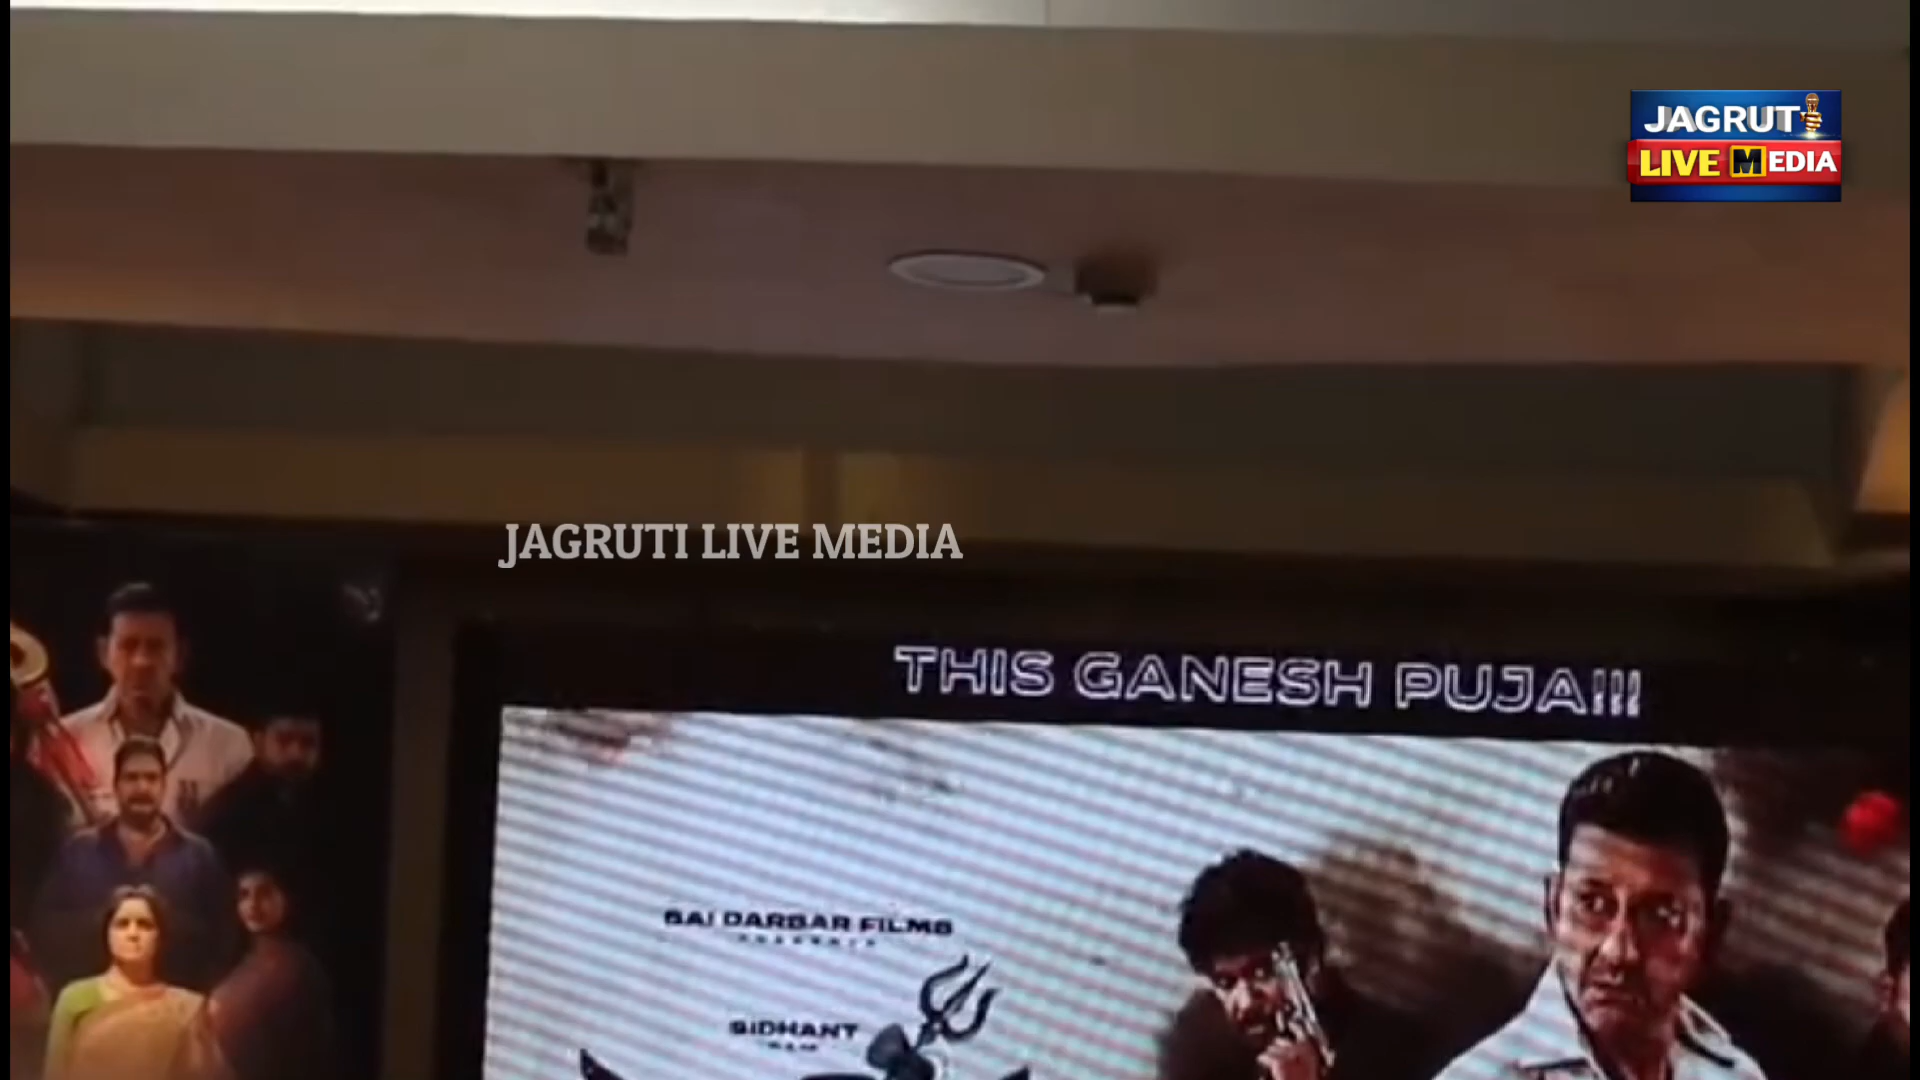 JAGRUTI
LIVE MEDIA
JAGRUTI LIVE MEDIA
THIS GANESH PUJA!!!
SAI DARBAR FILMS
SIDHANT